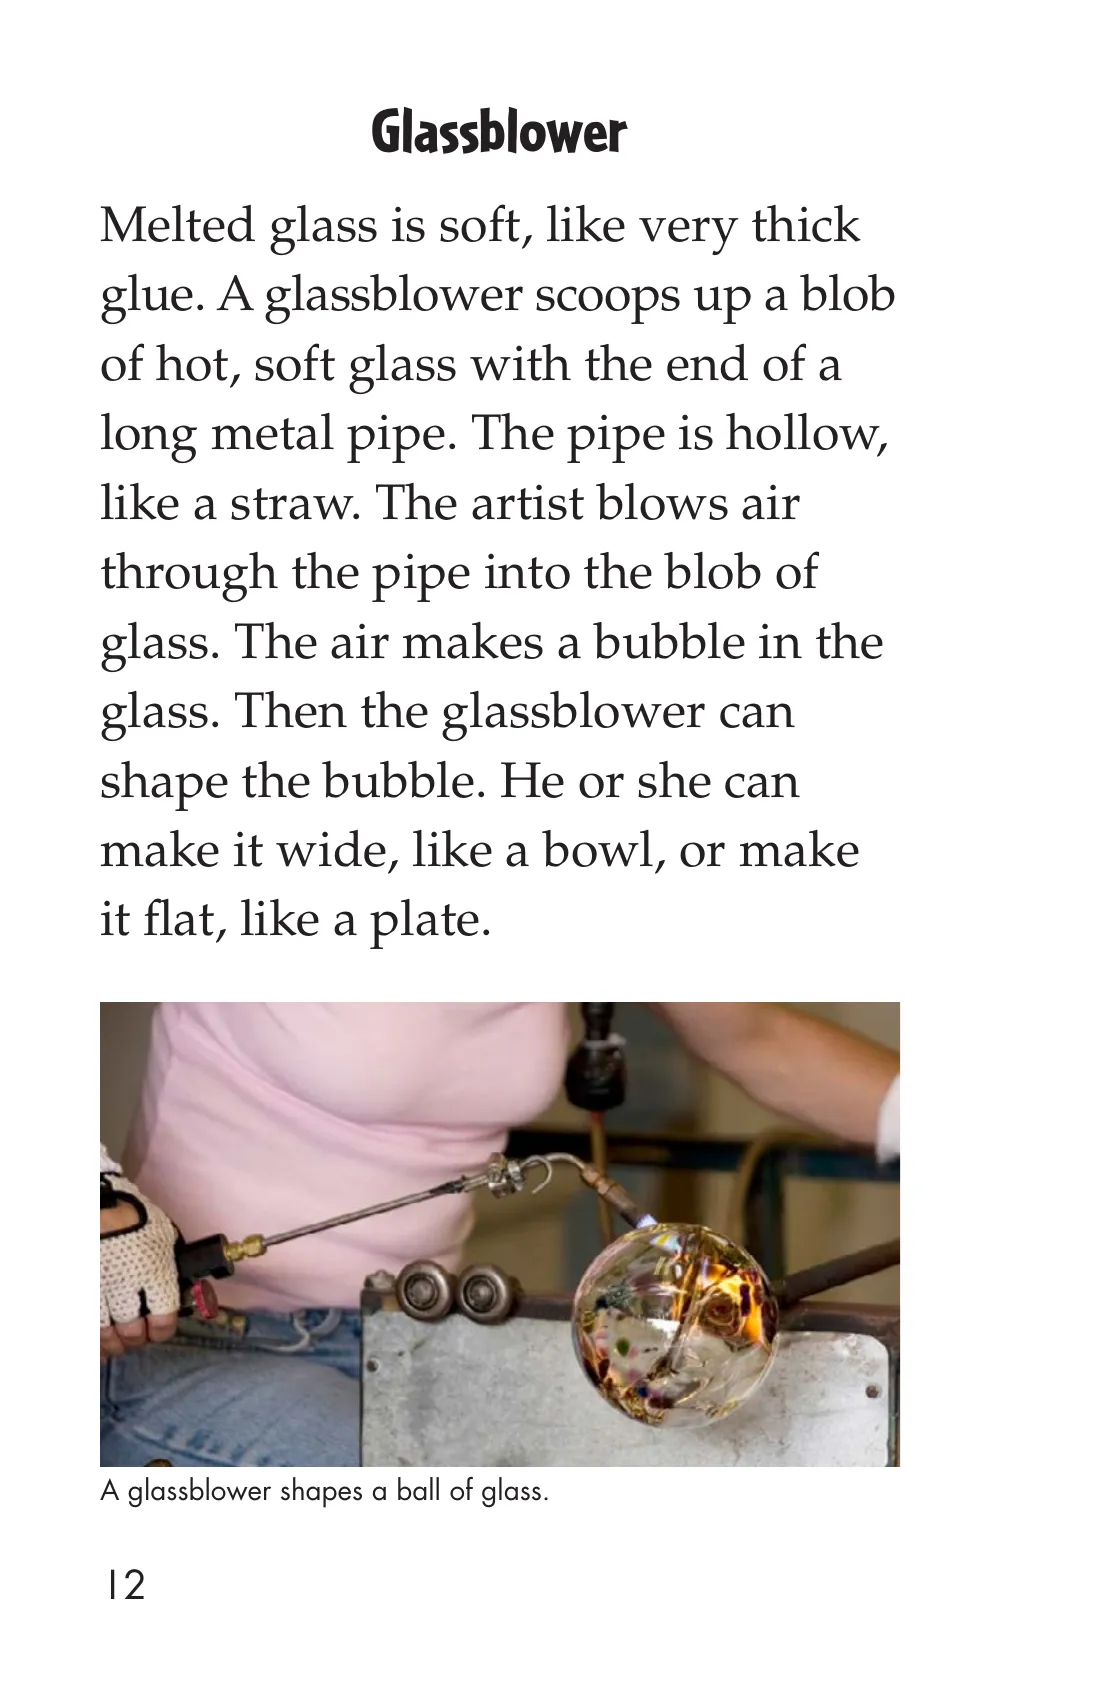 Glassblower
Melted glass is soft, like very thick
glue. A glassblower scoops up a blob
of hot, soft glass with the end of a
long metal pipe. The pipe is hollow,
like a straw. The artist blows air
through the pipe into the blob of
glass. The air makes a bubble in the
glass. Then the glassblower can
shape the bubble. He or she can
make it wide, like a bowl, or make
it flat, like a plate.
A glassblower shapes a ball of glass.
12